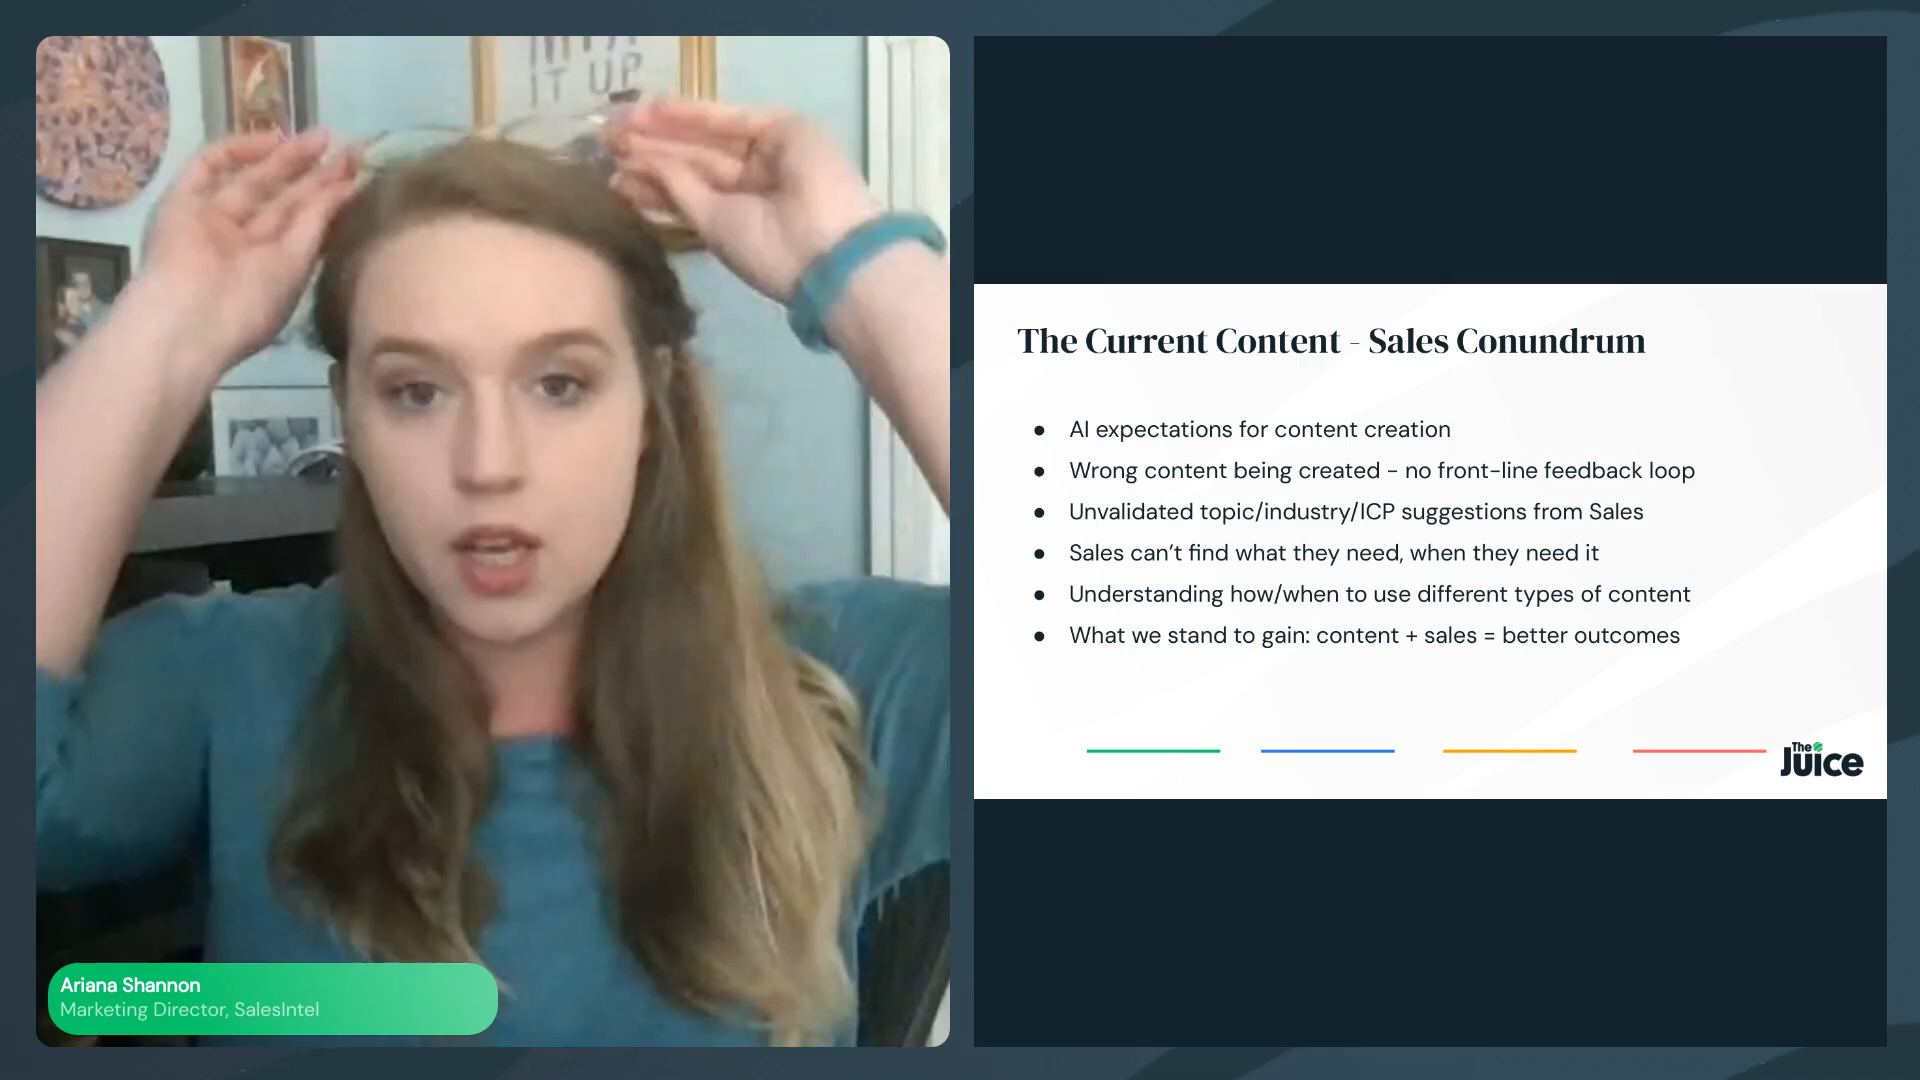 IT UP
Ariana Shannon
Marketing Director, SalesIntel
The Current Content - Sales Conundrum
● AI expectations for content creation
● Wrong content being created - no front-line feedback loop
● Unvalidated topic/industry/ICP suggestions from Sales
● Sales can't find what they need, when they need it
● Understanding how/when to use different types of content
● What we stand to gain: content + sales = better outcomes
The
Juice